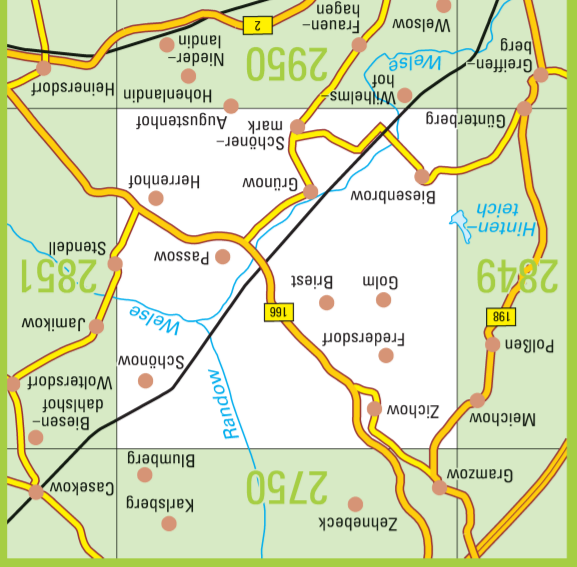 Zehnebeck
Karlsberg
2750
Gramzow
Blumberg
Casekow
Meichow
Zichow
Randow
Biesen-
dahlshof
Woltersdorf
Schönow
Polßen
Fredersdorf
198
166
Welse
Jamikow
Golm
Briest
2849
2851
Passow
Stendell
Hinten-
teich
Biesenbrow
Grünow
Herrenhof
Schöner-
mark
Günterberg
Augustenhof
Wilhelms-
hof
Hohenlandin
Heinersdorf
Greiffen-
berg
Welse
2950
Nieder-
landin
Welsow
Frauen-
hagen
2